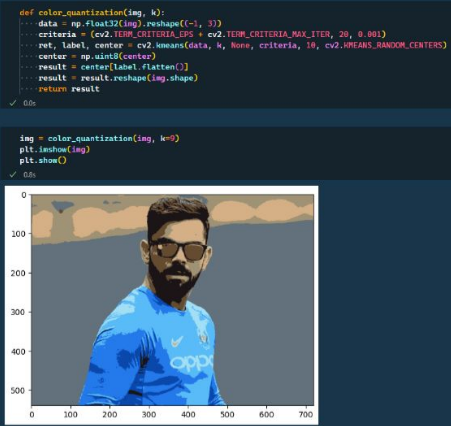 def color_quantization(img, k):
data = np.float32(img).reshape((-1, 3))
criteria = (cv2.TERM_CRITERIA_EPS + cv2.TERM_CRITERIA_MAX_ITER, 20, 0.001)
ret, label, center = cv2.kmeans(data, k, None, criteria, 10, cv2.KMEANS_RANDOM_CENTERS)
center = np.uint8(center)
result = center[label.flatten()]
result = result.reshape(img.shape)
return result
✓ 0.0s
img = color_quantization(img, k=9)
plt.imshow(img)
plt.show()
✓ 0.8s
0
100
200
300
400
500
oppo
0 100 200 300 400 500 600 700